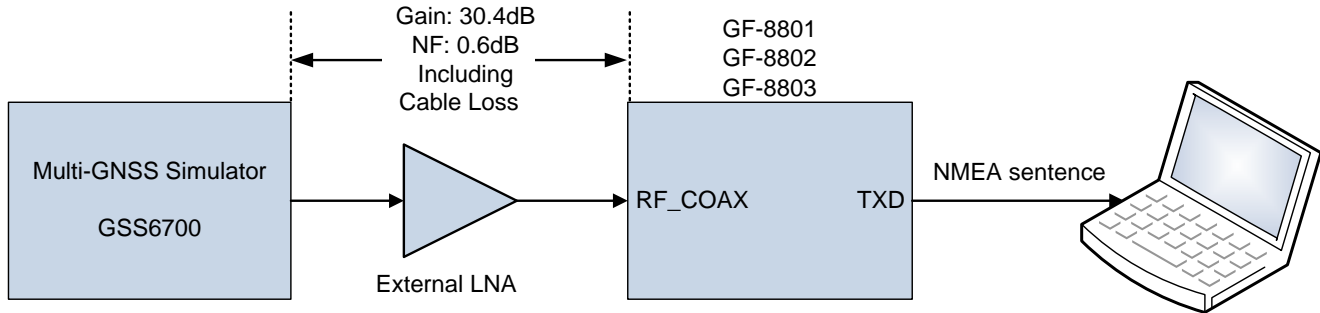 Gain: 30.4dB
NF: 0.6dB
Including
Cable Loss
GF-8801
GF-8802
GF-8803
Multi-GNSS Simulator
GSS6700
External LNA
RF_COAX
TXD
NMEA sentence